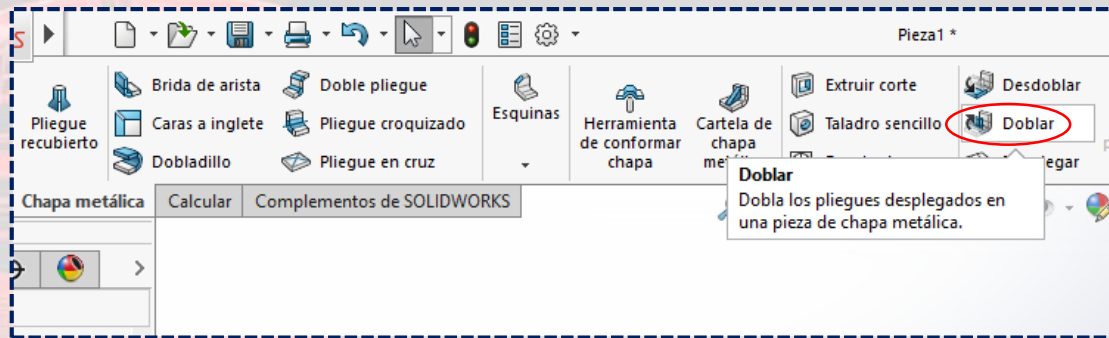 Pieza1 *
Pliegue recubierto
Brida de arista
Caras a inglete
Dobladillo
Doble pliegue
Pliegue croquizado
Pliegue en cruz
Esquinas
Herramienta
de conformar
chapa
Cartela de
chapa
Extruir corte
Taladro sencillo
Desdoblar
Doblar
Doblar
Dobla los pliegues desplegados en
una pieza de chapa metálica.
Chapa metálica
Calcular
Complementos de SOLIDWORKS